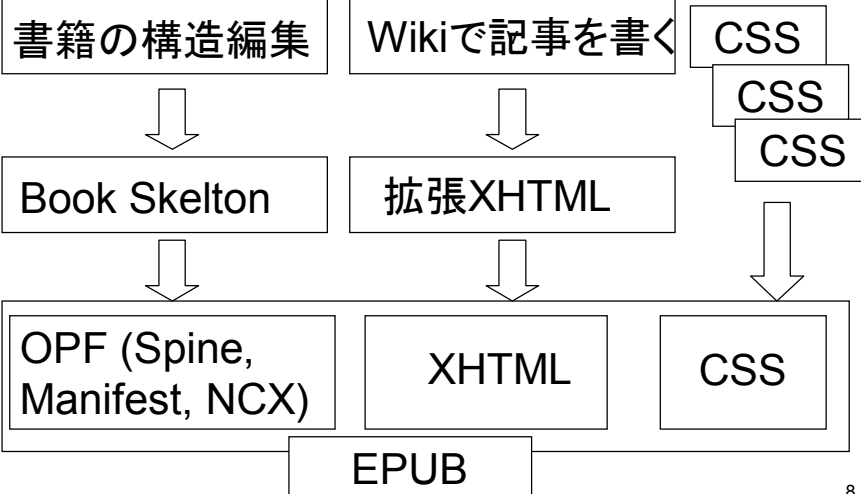 書籍の構造編集
Wikiで記事を書く
CSS
CSS
CSS
Book Skelton
拡張XHTML
OPF (Spine,
Manifest, NCX)
XHTML
CSS
EPUB
8